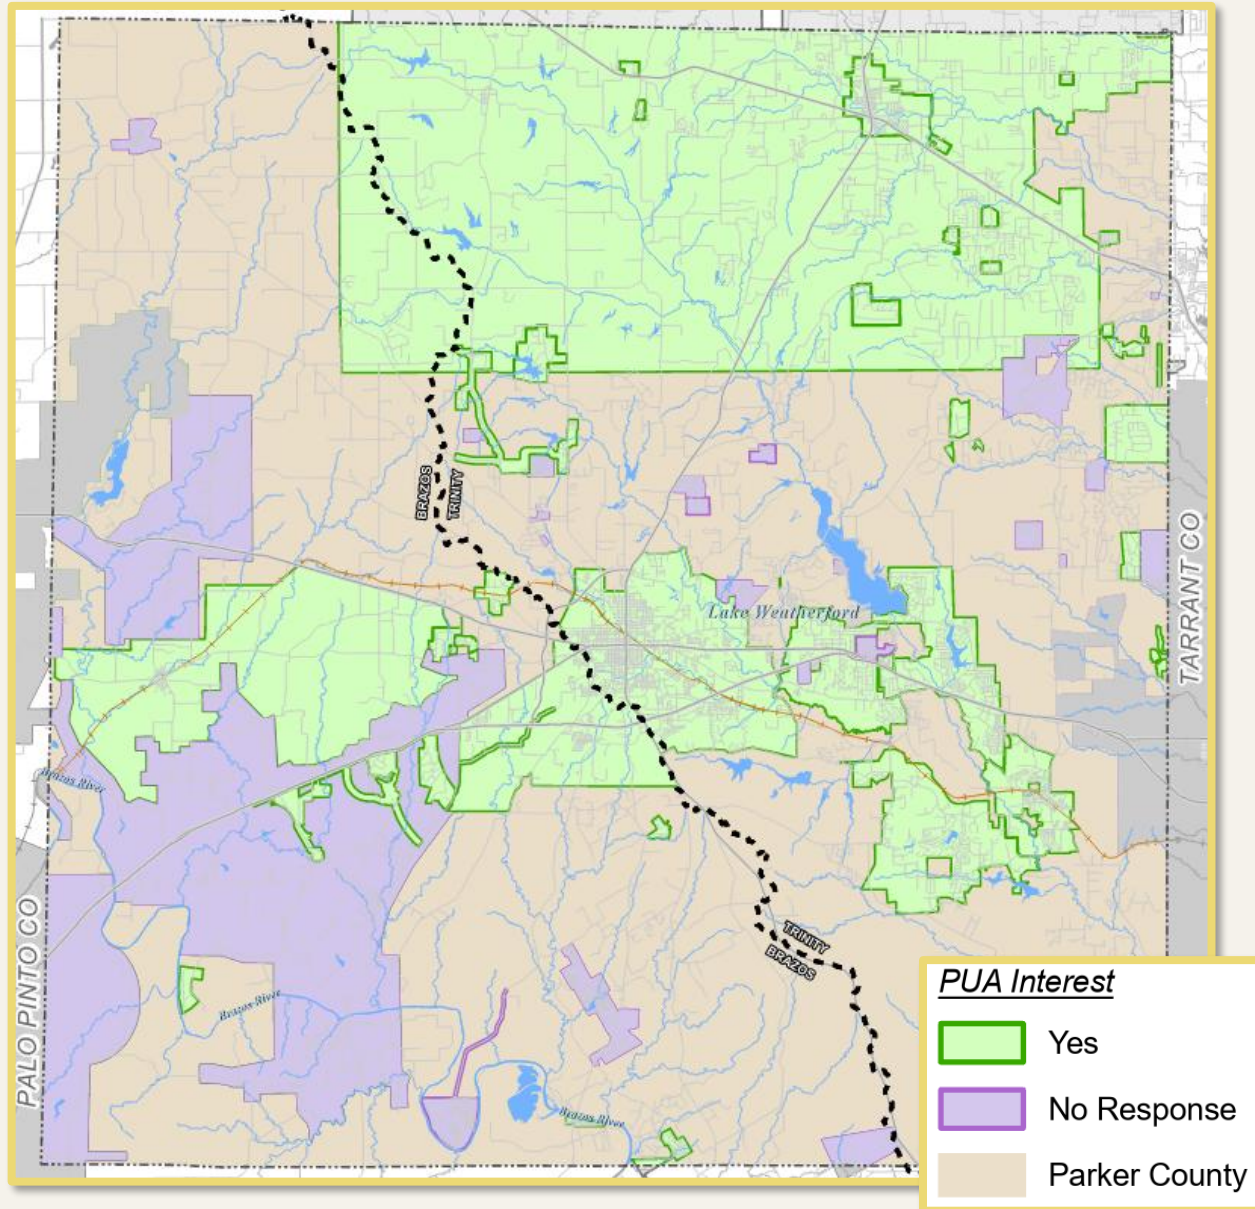 BRAZOS
TRINITY
Lake Weatherford
TARRANT CO
Brazos River
PALO PINTO CO
TRINITY
BRAZOS
Brazos River
Brazos River
PUA Interest
Yes
No Response
Parker County